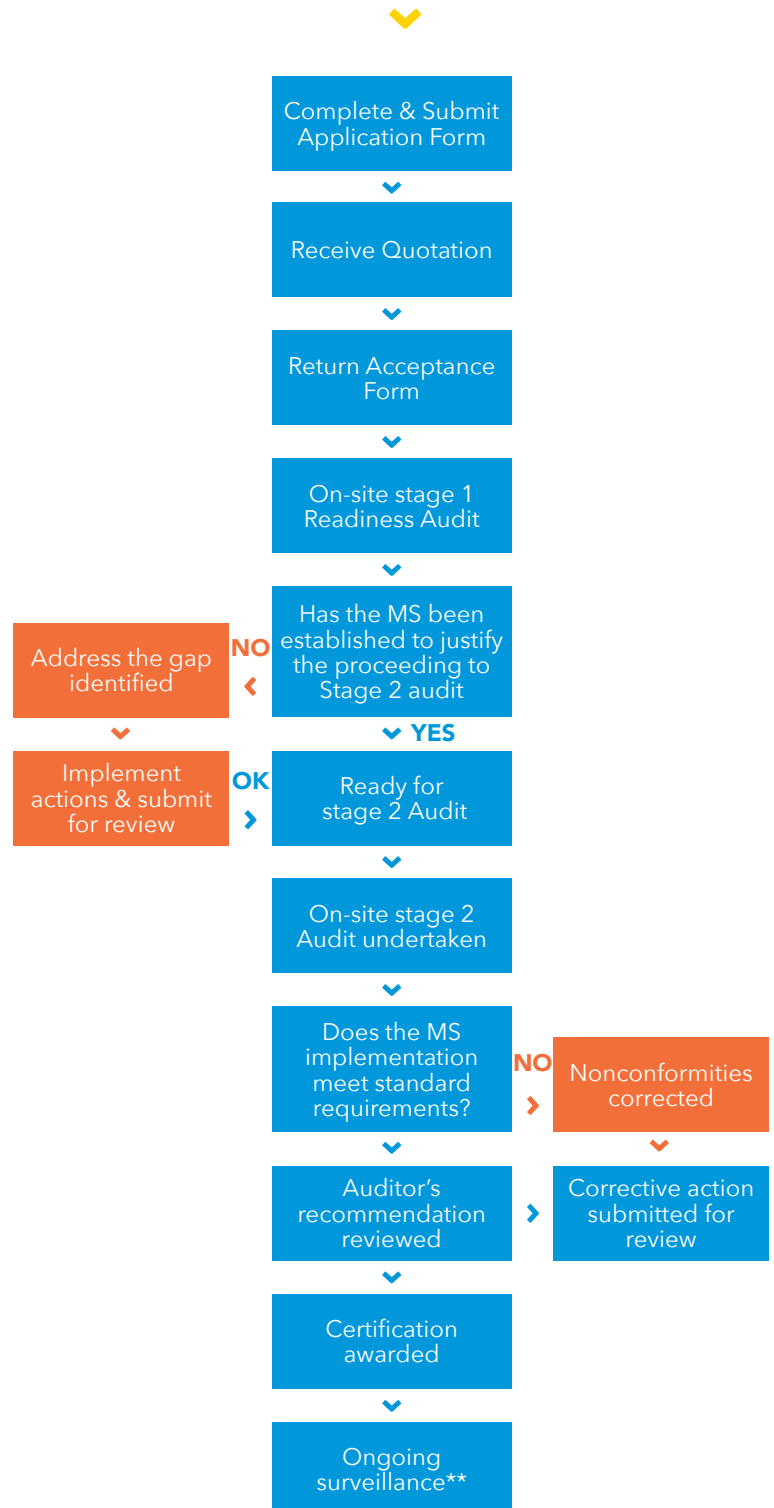 Complete & Submit
Application Form
Receive Quotation
Return Acceptance
Form
On-site stage 1
Readiness Audit
Has the MS been
established to justify
the proceeding to
Stage 2 audit
NO
Address the gap
identified
YES
Implement
actions & submit
for review
OK
Ready for
stage 2 Audit
On-site stage 2
Audit undertaken
Does the MS
implementation
meet standard
requirements?
NO
Nonconformities
corrected
Auditor's
recommendation
reviewed
Corrective action
submitted for
review
Certification
awarded
Ongoing
surveillance**